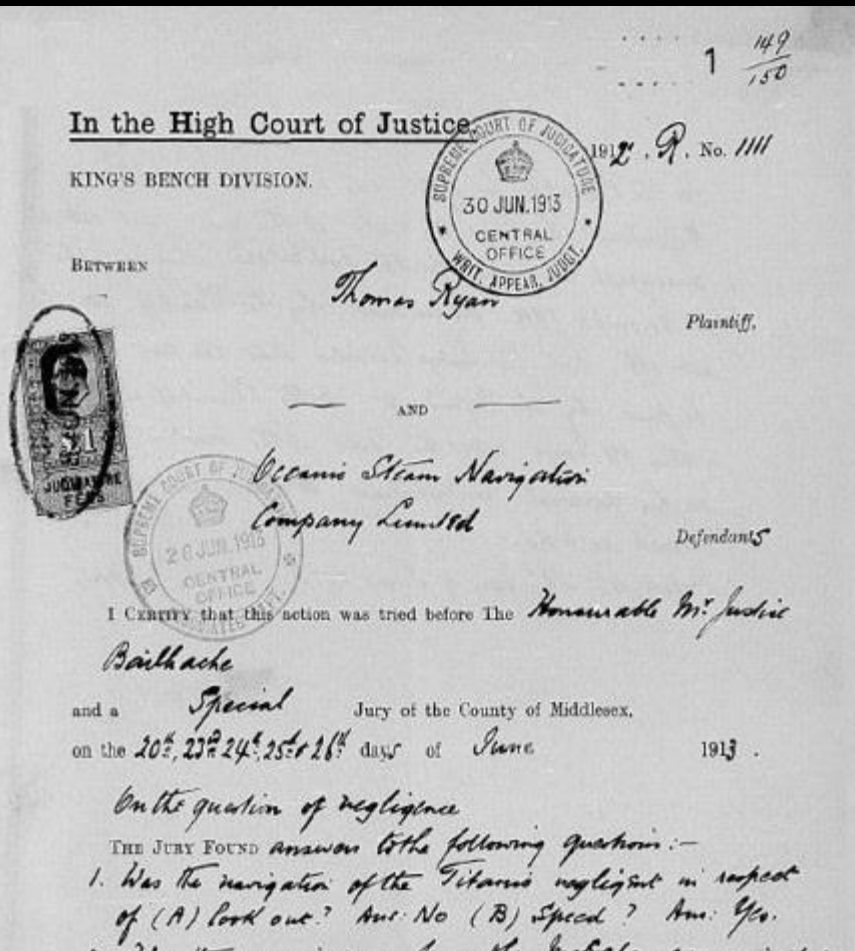 1 149
150
In the High Court of Justice.
1912. R. No. 1111
KING'S BENCH DIVISION.
SUPREME COURT OF JUDICATURE
30 JUN.1913
CENTRAL
OFFICE
WRIT. APPEAR. JUDGT.
BETWEEN
Thomas Ryan
Plaintiff,
AND
£1
JUDICATURE
FEES
Oceanic Steam Navigation
Company Limited
Defendants
SUPREME COURT OF JUDICATURE
26 JUN.1913
CENTRAL
OFFICE
I CERTIFY that this action was tried before The Honourable Mr. Justice
Bailhache
and a Special Jury of the County of Middlesex,
on the 20th, 23rd 24th, 25th & 26th days of June 1913.
On the question of negligence
THE JURY FOUND answers to the following questions:-
1. Was the navigation of the Titanic negligent in respect
of (A) look out? Ans: No (B) Speed? Ans: Yes.